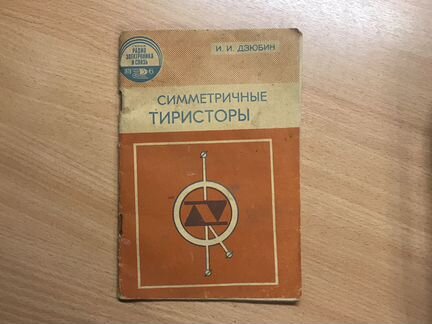 РАДИО
ЭЛЕКТРОНИКА
И СВЯЗЬ
И. И. ДЗЮБИН
СИММЕТРИЧНЫЕ
ТИРИСТОРЫ